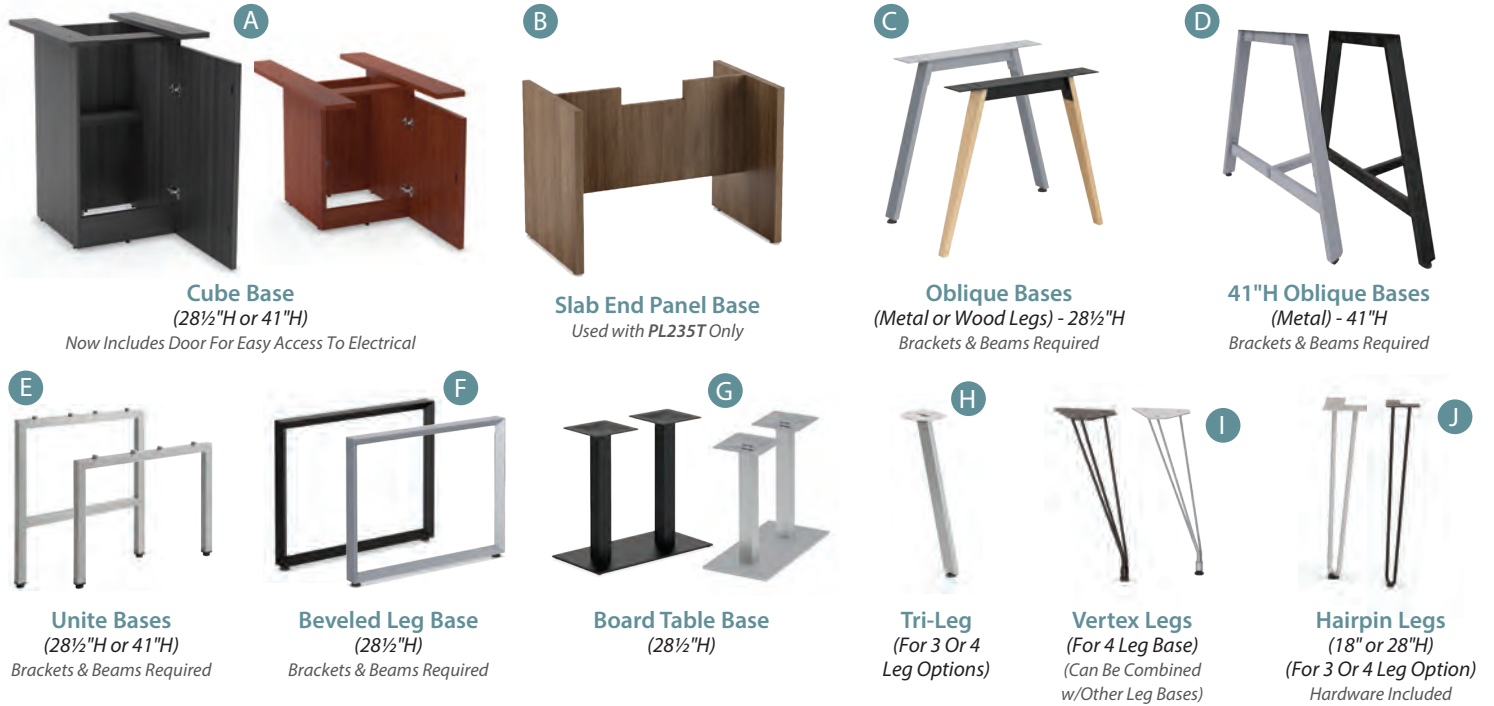 A
B
C
D
Cube Base
(28½"H or 41"H)
Now Includes Door For Easy Access To Electrical
Slab End Panel Base
Used with PL235T Only
Oblique Bases
(Metal or Wood Legs) - 28½"H
Brackets & Beams Required
41"H Oblique Bases
(Metal) - 41"H
Brackets & Beams Required
E
F
G
H
I
J
Unite Bases
(28½"H or 41"H)
Brackets & Beams Required
Beveled Leg Base
(28½"H)
Brackets & Beams Required
Board Table Base
(28½"H)
Tri-Leg
(For 3 Or 4
Leg Options)
Vertex Legs
(For 4 Leg Base)
(Can Be Combined
w/Other Leg Bases)
Hairpin Legs
(18" or 28"H)
(For 3 Or 4 Leg Option)
Hardware Included